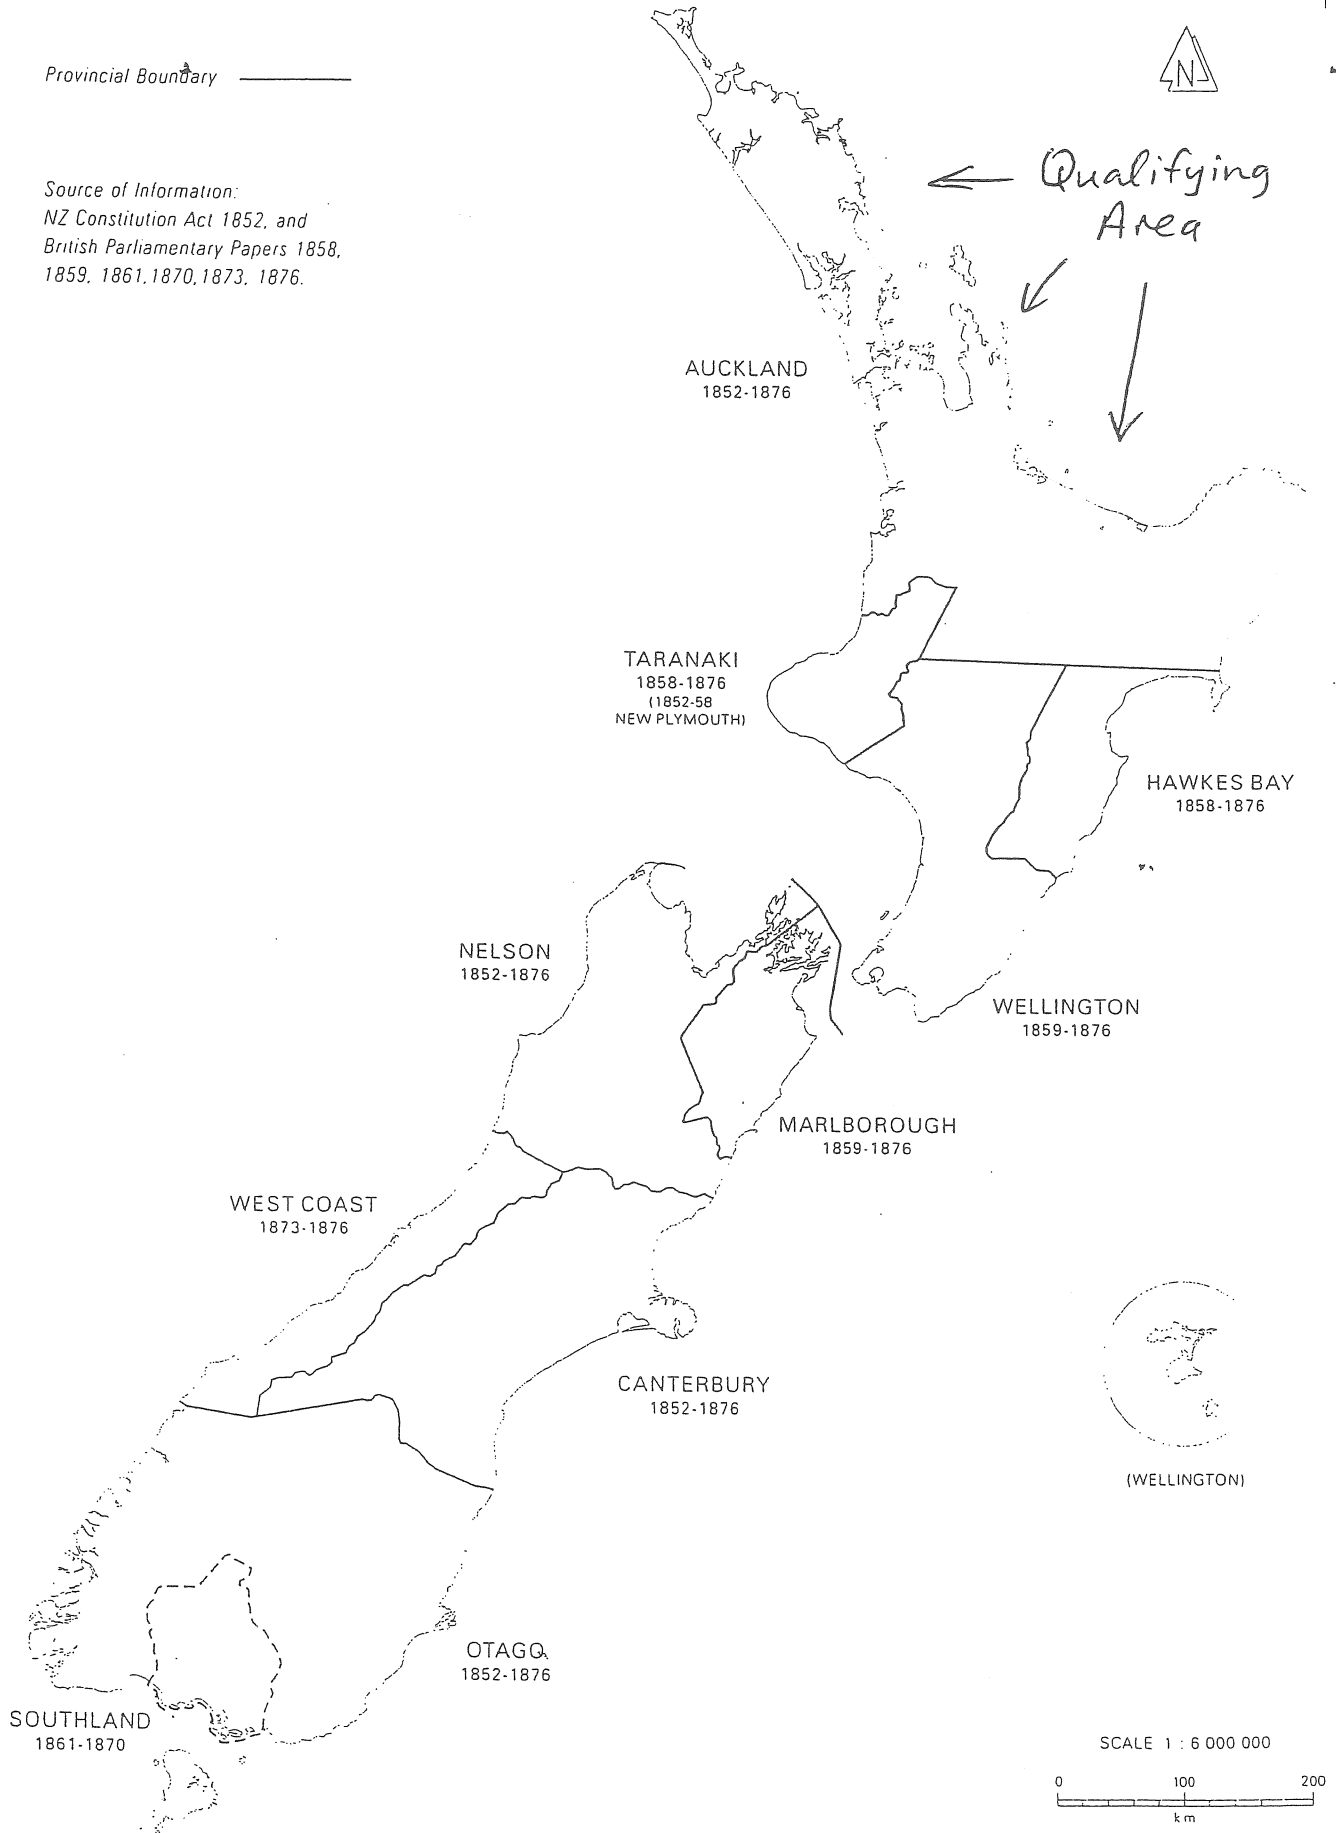 Provincial Boundary
Source of Information:
NZ Constitution Act 1852, and
British Parliamentary Papers 1858,
1859, 1861, 1870, 1873, 1876.
N
Qualifying
Area
AUCKLAND
1852-1876
TARANAKI
1858-1876
(1852-58
NEW PLYMOUTH)
HAWKES BAY
1858-1876
NELSON
1852-1876
WELLINGTON
1859-1876
MARLBOROUGH
1859-1876
WEST COAST
1873-1876
CANTERBURY
1852-1876
(WELLINGTON)
OTAGO
1852-1876
SOUTHLAND
1861-1870
SCALE 1 : 6 000 000
0 100 200
km